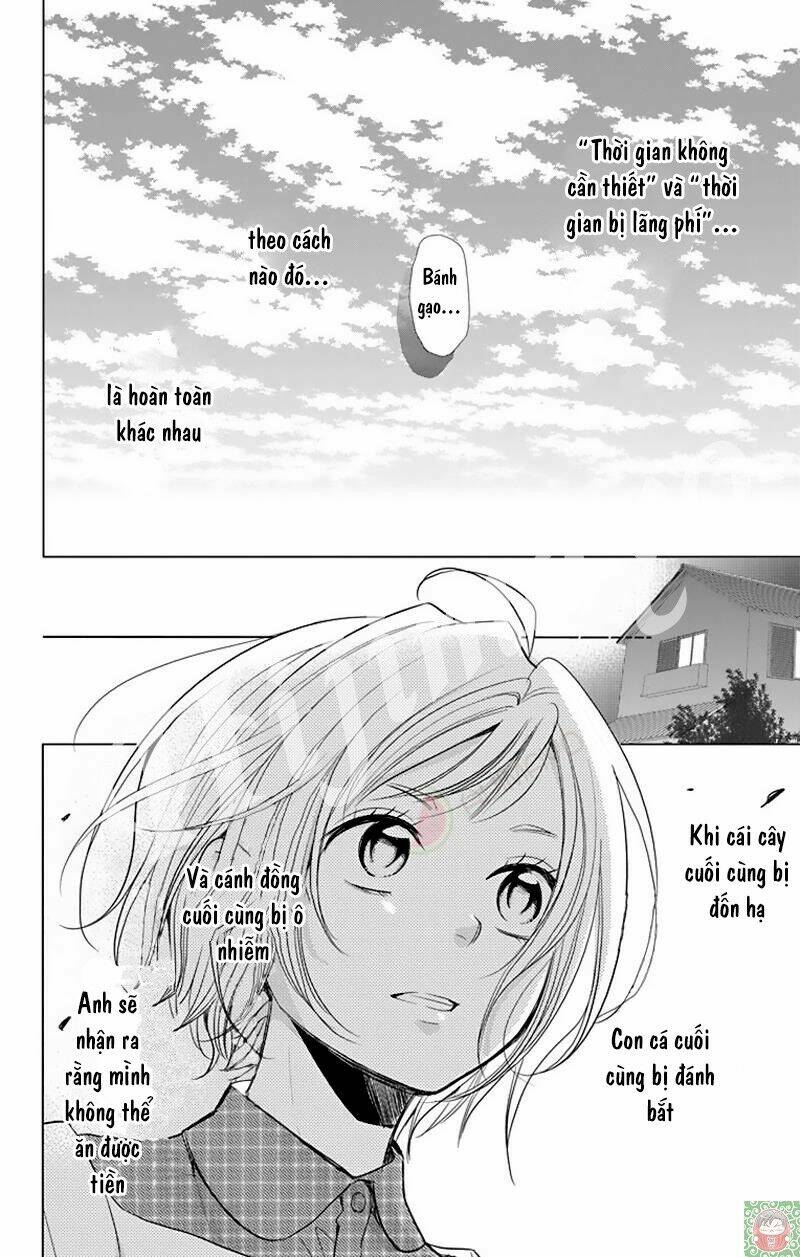 “Thời gian không
cần thiết” và “thời
gian bị lãng phí”...
Bánh
gạo...
theo cách
nào đó...
là hoàn toàn
khác nhau
Khi cái cây
cuối cùng bị
đốn hạ
Con cá cuối
cùng bị đánh
bắt
Và cánh đồng
cuối cùng bị ô
nhiễm
Anh sẽ
nhận ra
rằng mình
không thể
ăn được
tiền